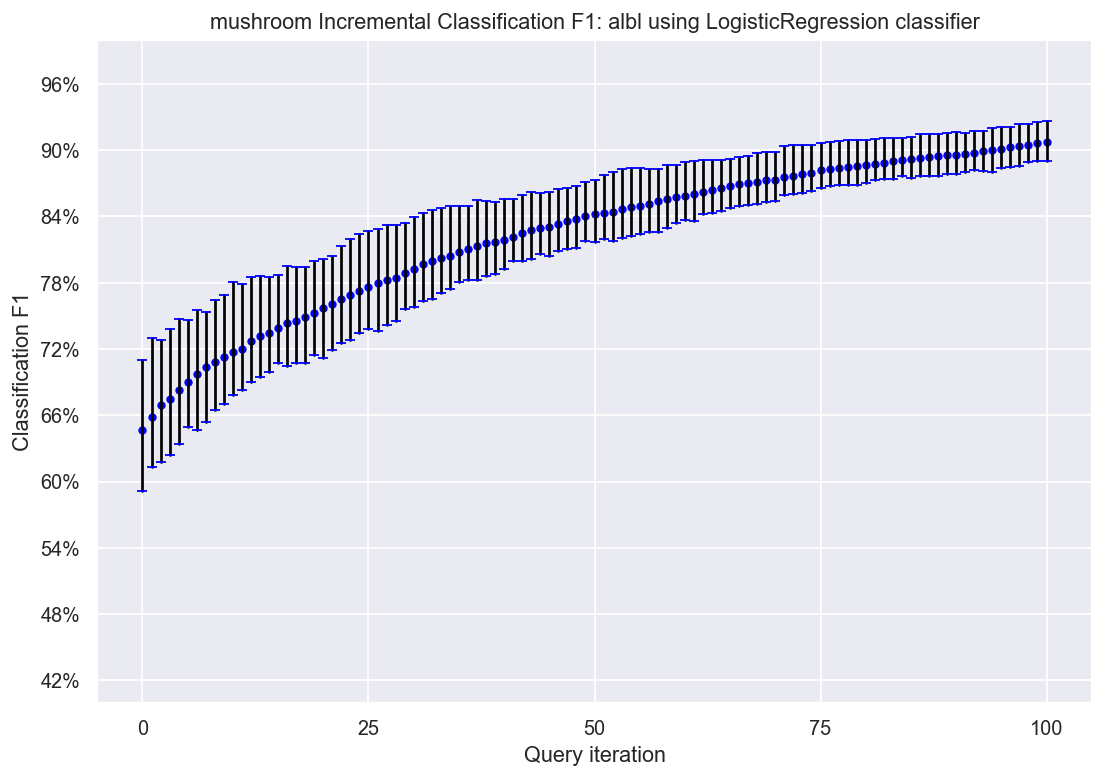 mushroom Incremental Classification F1: albl using LogisticRegression classifier
Classification F1
96%
90%
84%
78%
72%
66%
60%
54%
48%
42%
0 25 50 75 100
Query iteration